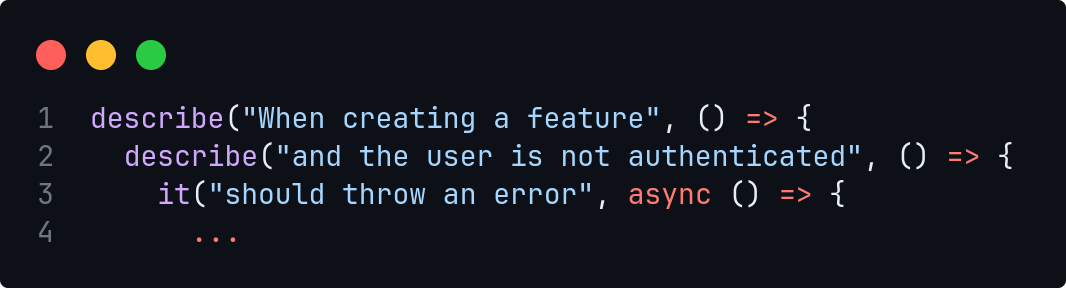 1 describe("When creating a feature", () => {
2 describe("and the user is not authenticated", () => {
3 it("should throw an error", async () => {
4 ...